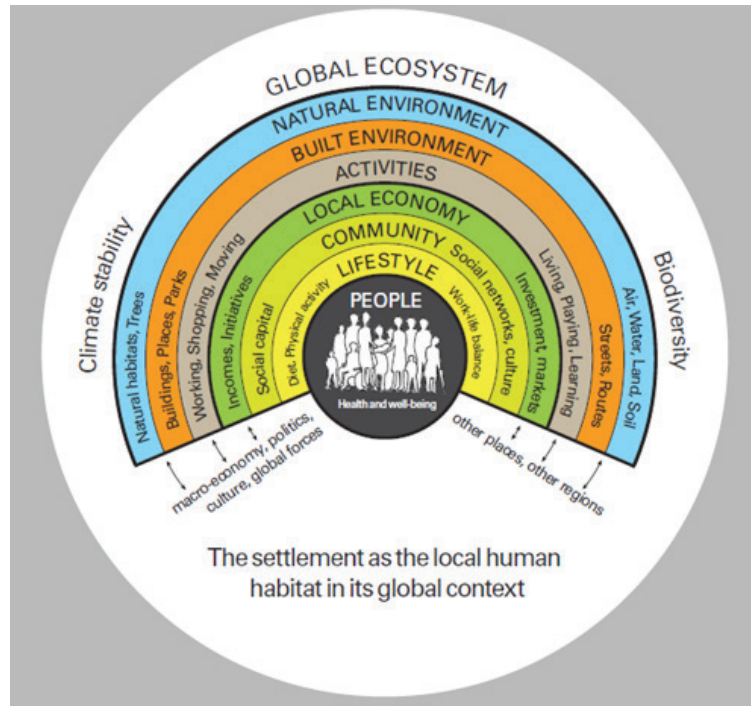 GLOBAL ECOSYSTEM
NATURAL ENVIRONMENT
BUILT ENVIRONMENT
ACTIVITIES
LOCAL ECONOMY
COMMUNITY
LIFESTYLE
PEOPLE
Health and well-being
Climate stability
Natural habitats, Trees
Buildings, Places, Parks
Working, Shopping, Moving
Incomes, Initiatives
Social capital
Diet. Physical activity
Work-life balance
Social networks, culture
Investment, markets
Living, Playing, Learning
Streets, Routes
Air, Water, Land, Soil
Biodiversity
macro-economy, politics,
culture, global forces
other places, other regions
The settlement as the local human
habitat in its global context